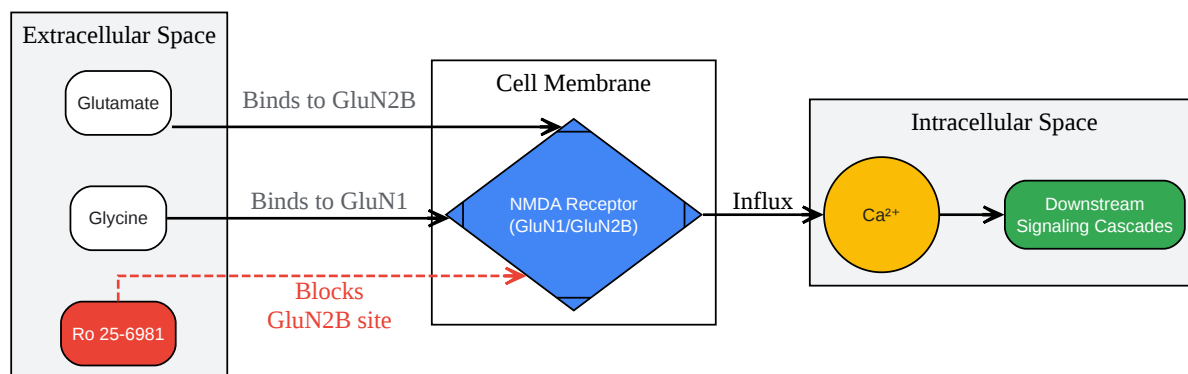 Extracellular Space
Glutamate
Glycine
Ro 25-6981
Binds to GluN2B
Binds to GluN1
Blocks
GluN2B site
Cell Membrane
NMDA Receptor
(GluN1/GluN2B)
Influx
Intracellular Space
Ca²⁺
Downstream
Signaling Cascades